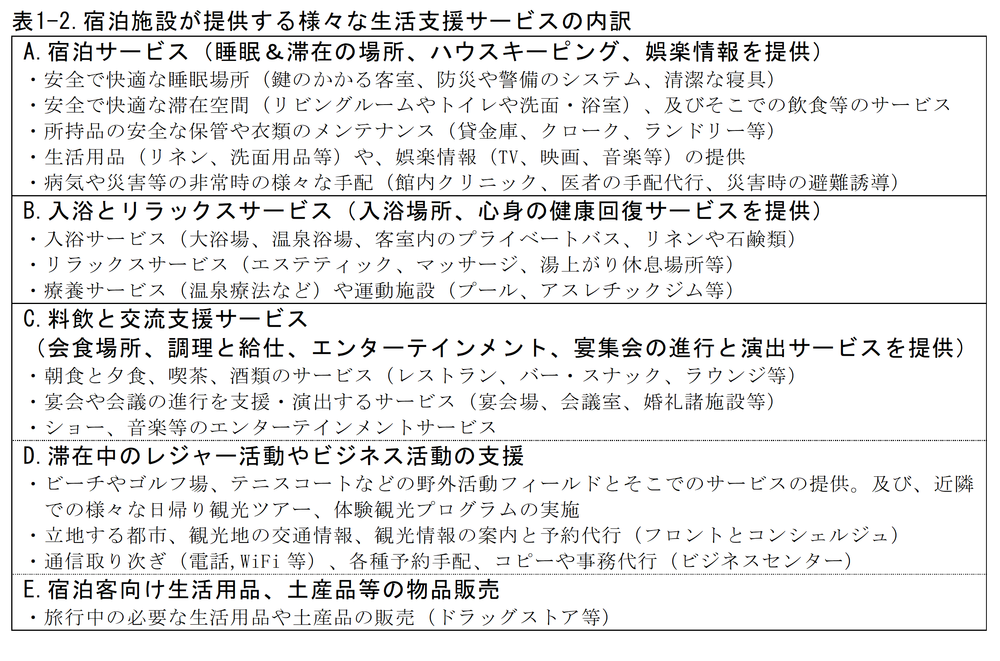 表1-2.宿泊施設が提供する様々な生活支援サービスの内訳
A.宿泊サービス（睡眠＆滞在の場所、ハウスキーピング、娯楽情報を提供）
・安全で快適な睡眠場所（鍵のかかる客室、防災や警備のシステム、清潔な寝具）
・安全で快適な滞在空間（リビングルームやトイレや洗面・浴室）、及びそこでの飲食等のサービス
・所持品の安全な保管や衣類のメンテナンス（貸金庫、クローク、ランドリー等）
・生活用品（リネン、洗面用品等）や、娯楽情報（TV、映画、音楽等）の提供
・病気や災害等の非常時の様々な手配（館内クリニック、医者の手配代行、災害時の避難誘導）
B.入浴とリラックスサービス（入浴場所、心身の健康回復サービスを提供）
・入浴サービス（大浴場、温泉浴場、客室内のプライベートバス、リネンや石鹸類）
・リラックスサービス（エステティック、マッサージ、湯上がり休息場所等）
・療養サービス（温泉療法など）や運動施設（プール、アスレチックジム等）
C.料飲と交流支援サービス
（会食場所、調理と給仕、エンターテインメント、宴集会の進行と演出サービスを提供）
・朝食と夕食、喫茶、酒類のサービス（レストラン、バー・スナック、ラウンジ等）
・宴会や会議の進行を支援・演出するサービス（宴会場、会議室、婚礼諸施設等）
・ショー、音楽等のエンターテインメントサービス
D.滞在中のレジャー活動やビジネス活動の支援
・ビーチやゴルフ場、テニスコートなどの野外活動フィールドとそこでのサービスの提供。及び、近隣
での様々な日帰り観光ツアー、体験観光プログラムの実施
・立地する都市、観光地の交通情報、観光情報の案内と予約代行（フロントとコンシェルジュ）
・通信取り次ぎ（電話,WiFi 等）、各種予約手配、コピーや事務代行（ビジネスセンター）
E.宿泊客向け生活用品、土産品等の物品販売
・旅行中の必要な生活用品や土産品の販売（ドラッグストア等）